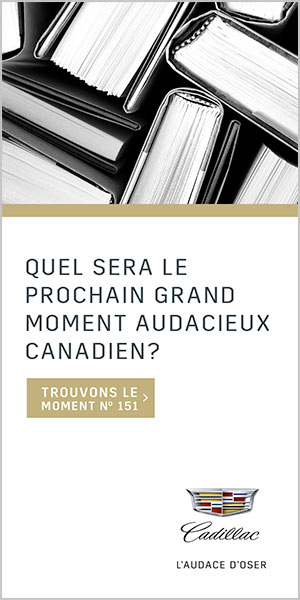 QUEL SERA LE
PROCHAIN GRAND
MOMENT AUDACIEUX
CANADIEN?
TROUVONS LE
MOMENT Nº 151
Cadillac
L'AUDACE D'OSER